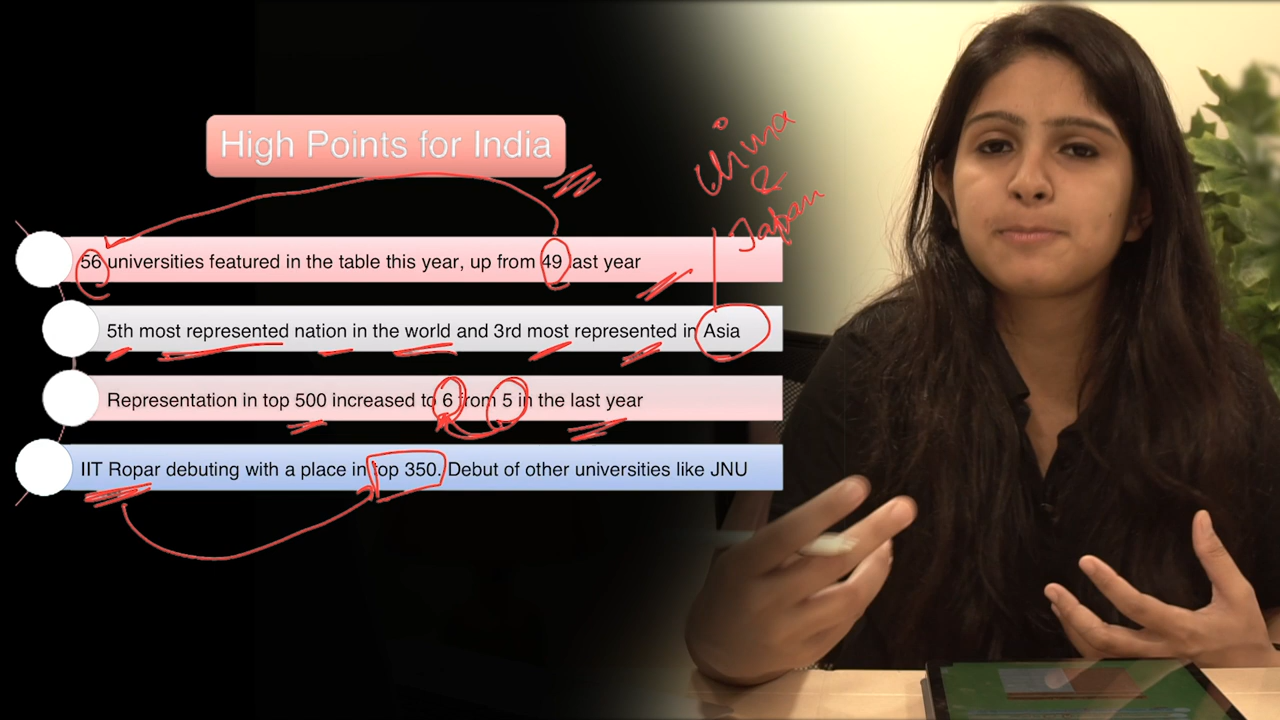 High Points for India
China
&
Japan
56 universities featured in the table this year, up from 49 last year
5th most represented nation in the world and 3rd most represented in Asia
Representation in top 500 increased to 6 from 5 in the last year
IIT Ropar debuting with a place in top 350. Debut of other universities like JNU